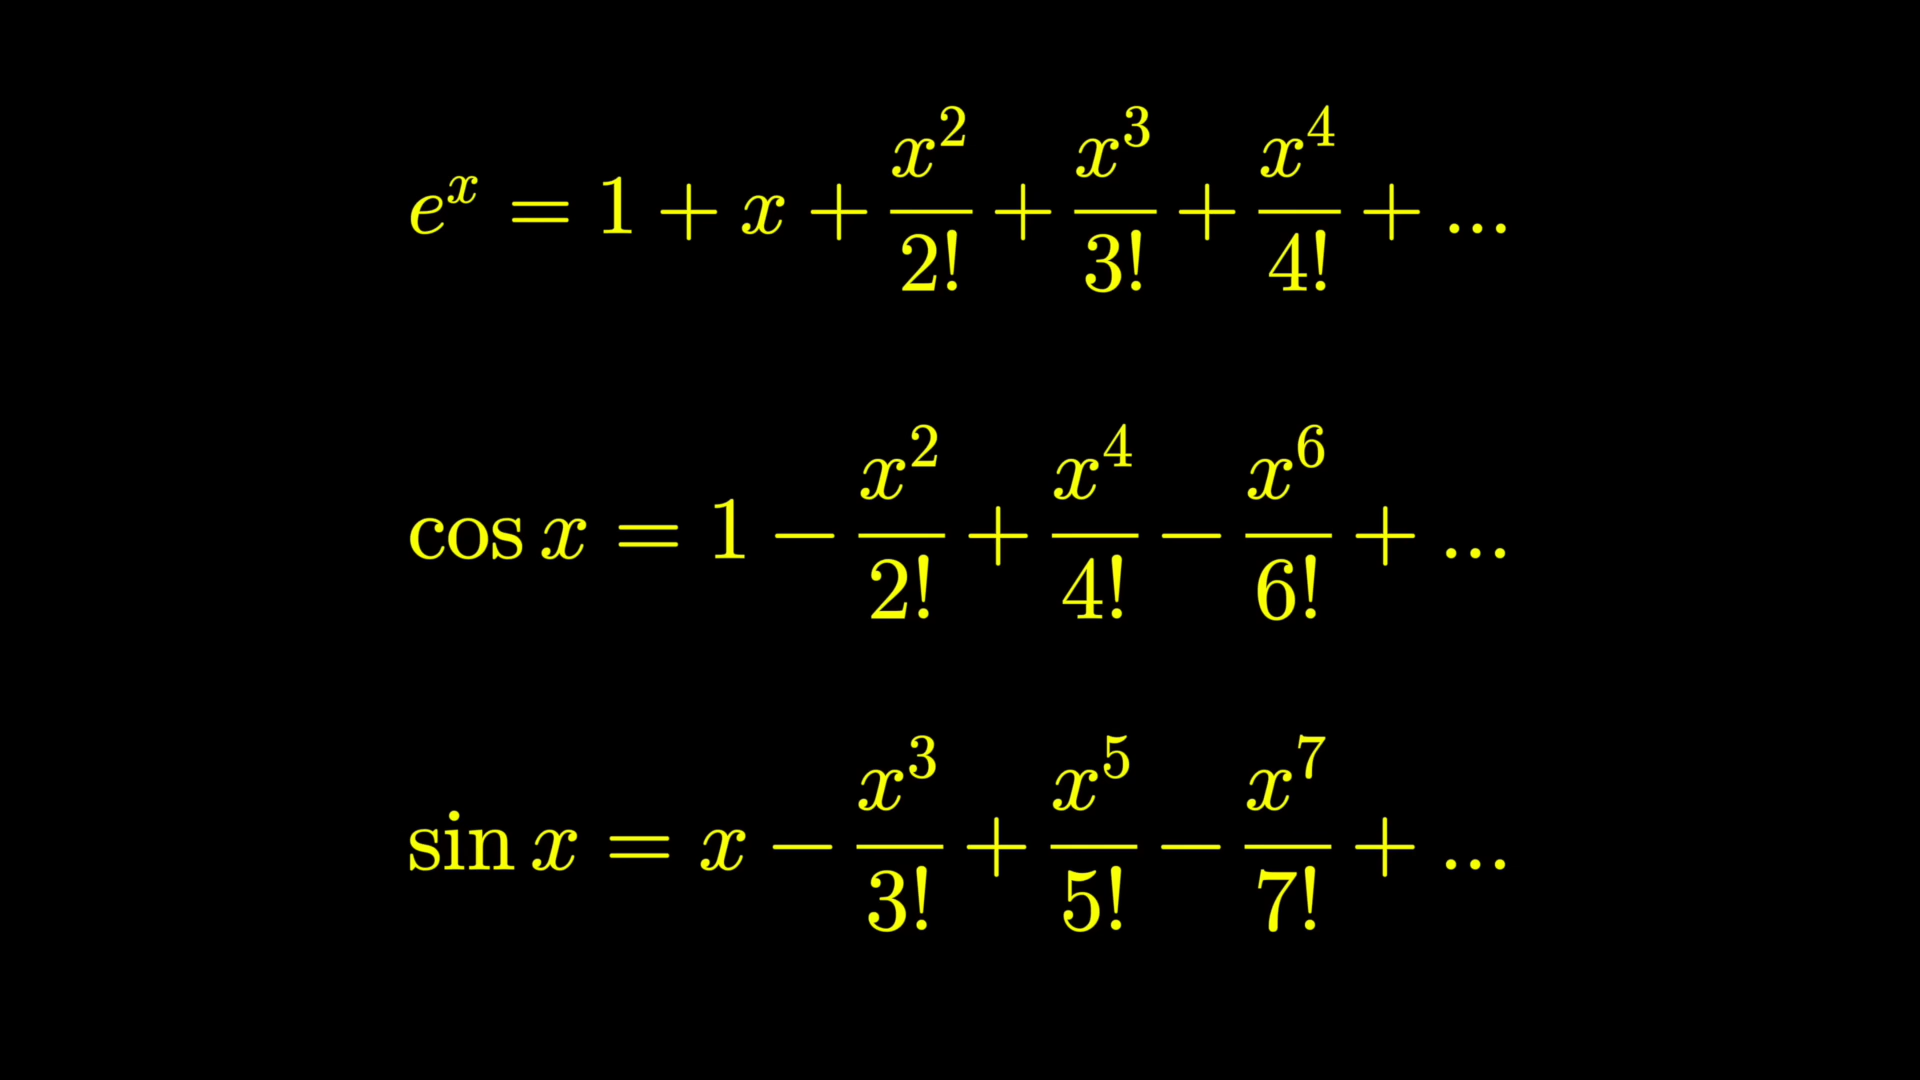 e^x = 1 + x + x^2/2! + x^3/3! + x^4/4! + ...
cos x = 1 − x^2/2! + x^4/4! − x^6/6! + ...
sin x = x − x^3/3! + x^5/5! − x^7/7! + ...